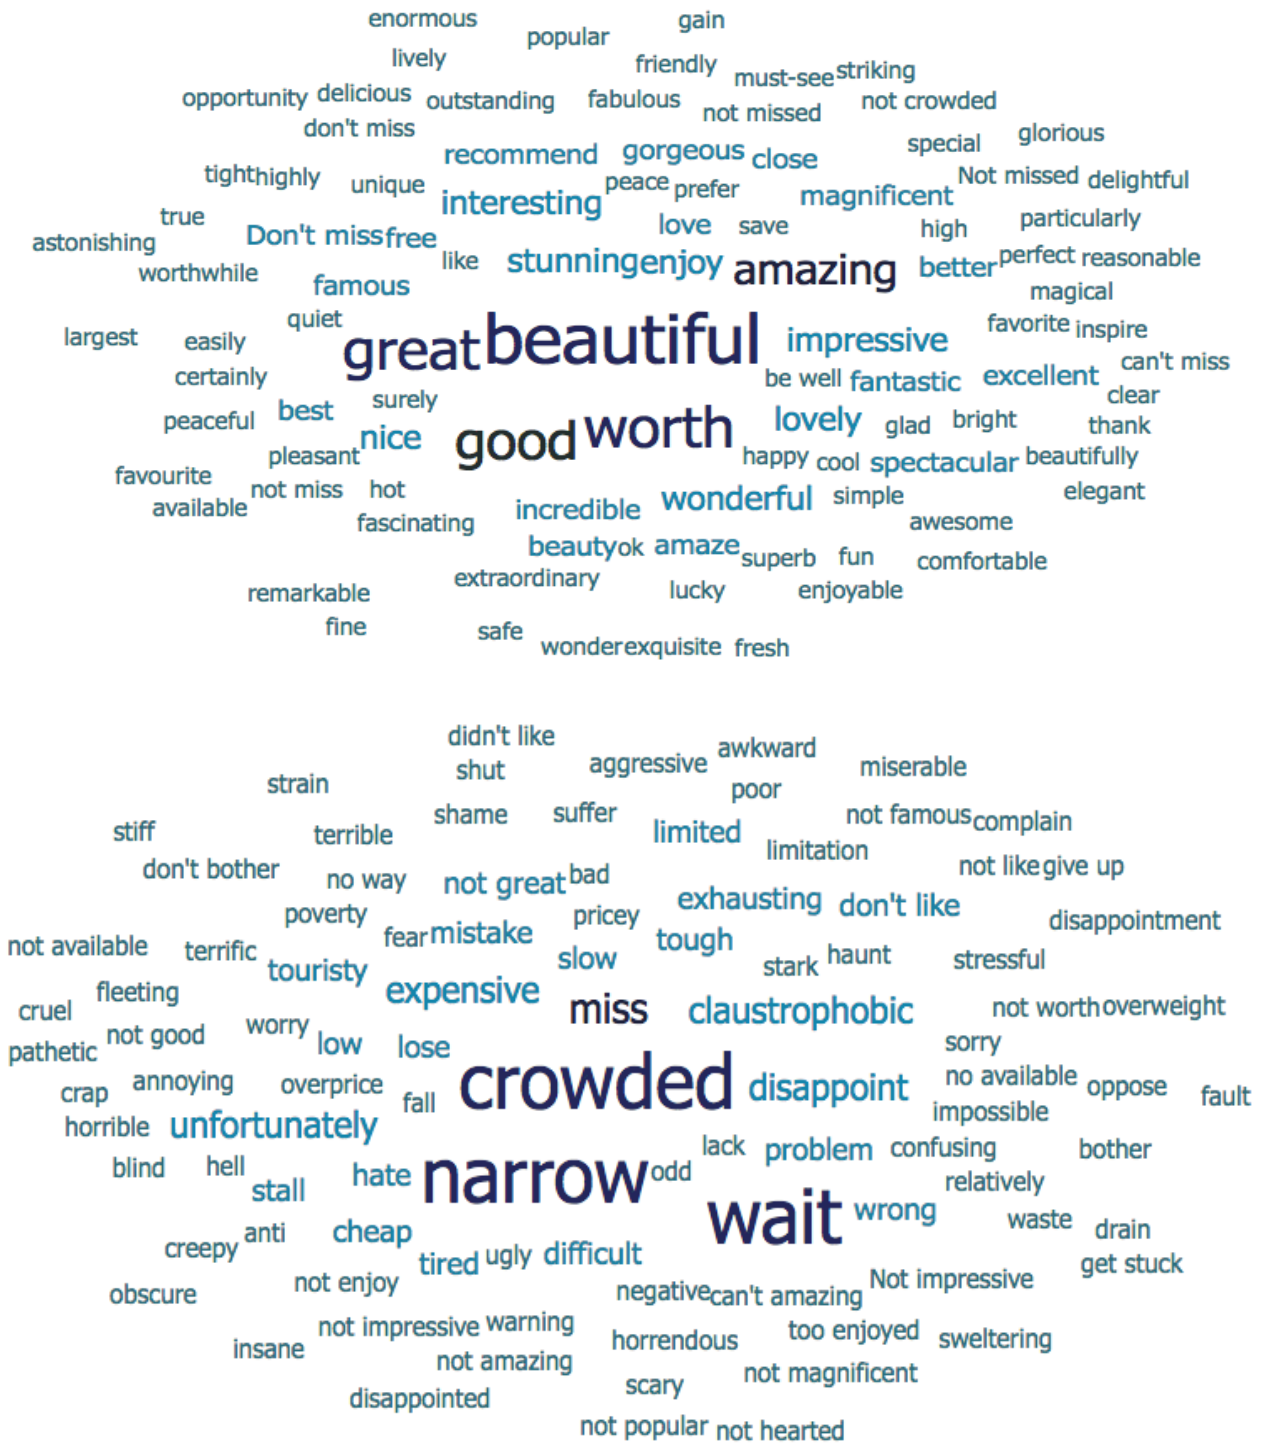 enormous popular gain
lively friendly must-see striking
opportunity delicious outstanding fabulous not missed not crowded
don't miss special glorious
recommend gorgeous close
tight highly unique interesting peace prefer magnificent Not missed delightful
true love save high particularly
astonishing Don't miss free like stunning enjoy amazing better perfect reasonable
worthwhile famous magical
quiet great beautiful impressive favorite inspire
largest easily can't miss
certainly be well fantastic excellent clear
peaceful best surely lovely glad bright thank
nice good worth
pleasant happy cool spectacular beautifully
favourite not miss hot incredible wonderful simple elegant
available fascinating awesome
beauty ok amaze superb fun comfortable
remarkable extraordinary lucky enjoyable
fine safe wonder exquisite fresh
didn't like awkward
strain shut aggressive poor miserable
shame suffer not famous complain
stiff terrible limited limitation
don't bother no way not great bad not like give up
poverty pricey exhausting don't like disappointment
not available terrific fear mistake slow tough stark haunt stressful
touristy
cruel fleeting expensive miss claustrophobic not worth overweight
pathetic not good worry low lose sorry
crap annoying overprice fall crowded disappoint no available oppose fault
horrible unfortunately impossible
blind hell hate narrow odd lack problem confusing bother
stall relatively
creepy anti cheap wait wrong waste drain
tired ugly difficult get stuck
obscure not enjoy negative can't amazing Not impressive
not impressive warning horrendous too enjoyed sweltering
insane not amazing
disappointed scary not magnificent
not popular not hearted